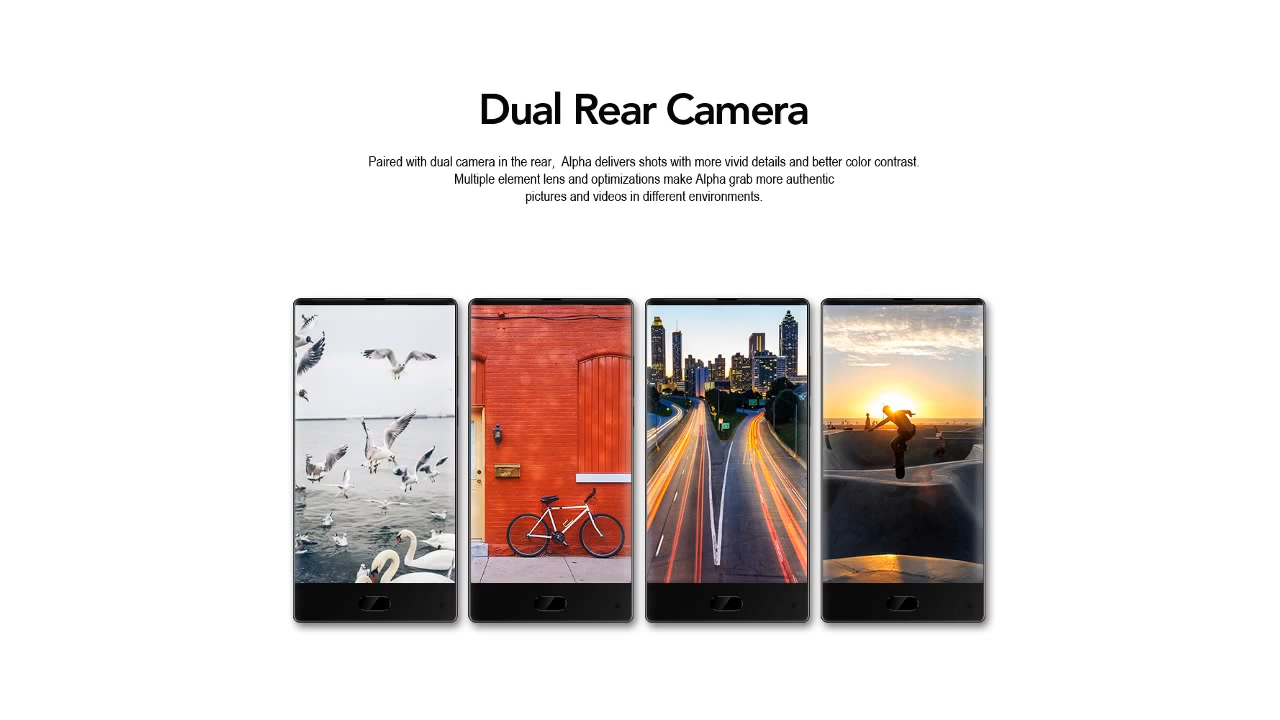 Dual Rear Camera
Paired with dual camera in the rear,  Alpha delivers shots with more vivid details and better color contrast.
Multiple element lens and optimizations make Alpha grab more authentic
pictures and videos in different environments.